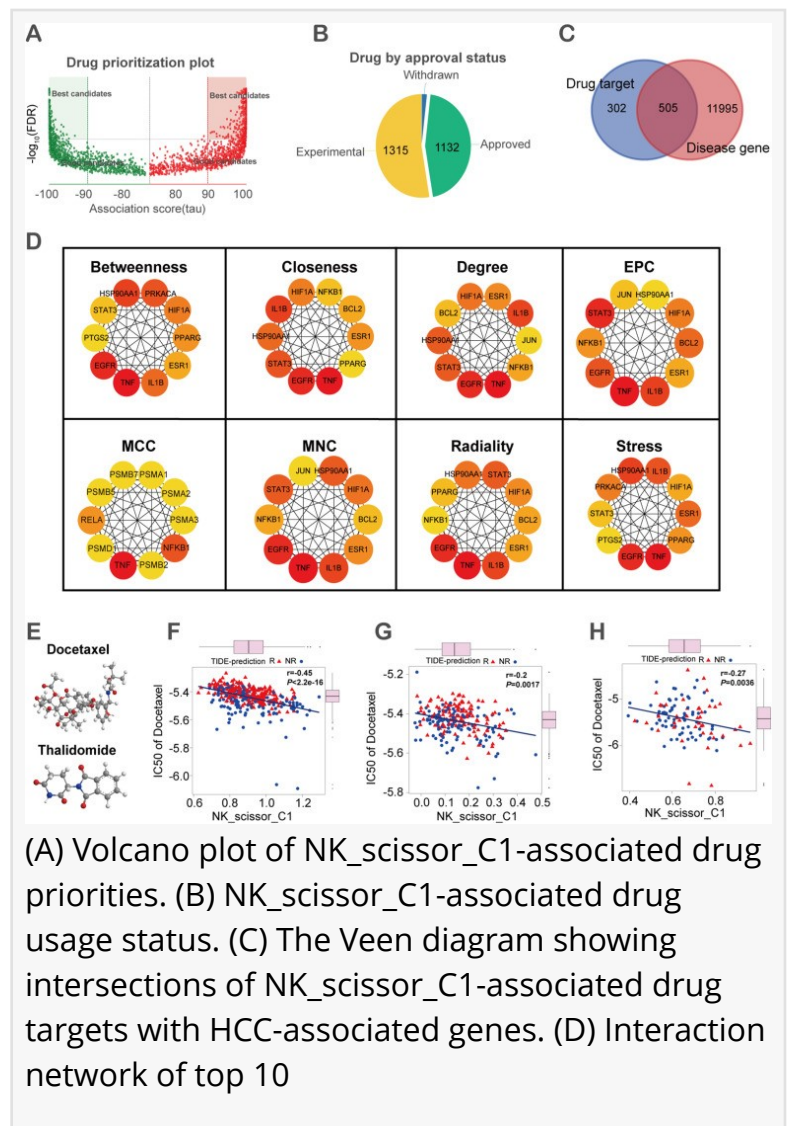 A
Drug prioritization plot
Best candidates
Best candidates
-log10(FDR)
-100 -90 -80 80 90 100
Association score(tau)
B
Drug by approval status
Withdrawn
Experimental
1315
1132
Approved
C
Drug target
302
505
11995
Disease gene
D
Betweenness
HSP90AA1
PRKACA
STAT3
HIF1A
PTGS2
PPARG
EGFR
ESR1
TNF
IL1B
Closeness
HIF1A
NFKB1
IL1B
BCL2
HSP90AA1
ESR1
STAT3
PPARG
EGFR
TNF
Degree
HIF1A
ESR1
BCL2
IL1B
HSP90AA1
JUN
STAT3
NFKB1
EGFR
TNF
EPC
JUN
HSP90AA1
STAT3
HIF1A
NFKB1
BCL2
EGFR
ESR1
TNF
IL1B
MCC
PSMB7
PSMA1
PSMB5
PSMA2
RELA
PSMA3
PSMD1
NFKB1
TNF
PSMB2
MNC
JUN
HSP90AA1
STAT3
HIF1A
NFKB1
BCL2
EGFR
ESR1
TNF
IL1B
Radiality
HSP90AA1
STAT3
PPARG
HIF1A
NFKB1
BCL2
EGFR
ESR1
TNF
IL1B
Stress
HSP90AA1
IL1B
PRKACA
HIF1A
STAT3
ESR1
PTGS2
PPARG
EGFR
TNF
E
Docetaxel
Thalidomide
F
TIDE-prediction R NR
r=-0.45
P<2.2e-16
IC50 of Docetaxel
-5.4
-5.6
-5.8
-6.0
0.6 0.8 1.0 1.2
NK_scissor_C1
G
TIDE-prediction R NR
r=-0.2
P=0.0017
IC50 of Docetaxel
-5.2
-5.4
-5.6
-5.8
0.0 0.1 0.2 0.3 0.4 0.5
NK_scissor_C1
H
TIDE-prediction R NR
r=-0.27
P=0.0036
IC50 of Docetaxel
-5
-6
0.4 0.6 0.8
NK_scissor_C1
(A) Volcano plot of NK_scissor_C1-associated drug
priorities. (B) NK_scissor_C1-associated drug
usage status. (C) The Veen diagram showing
intersections of NK_scissor_C1-associated drug
targets with HCC-associated genes. (D) Interaction
network of top 10